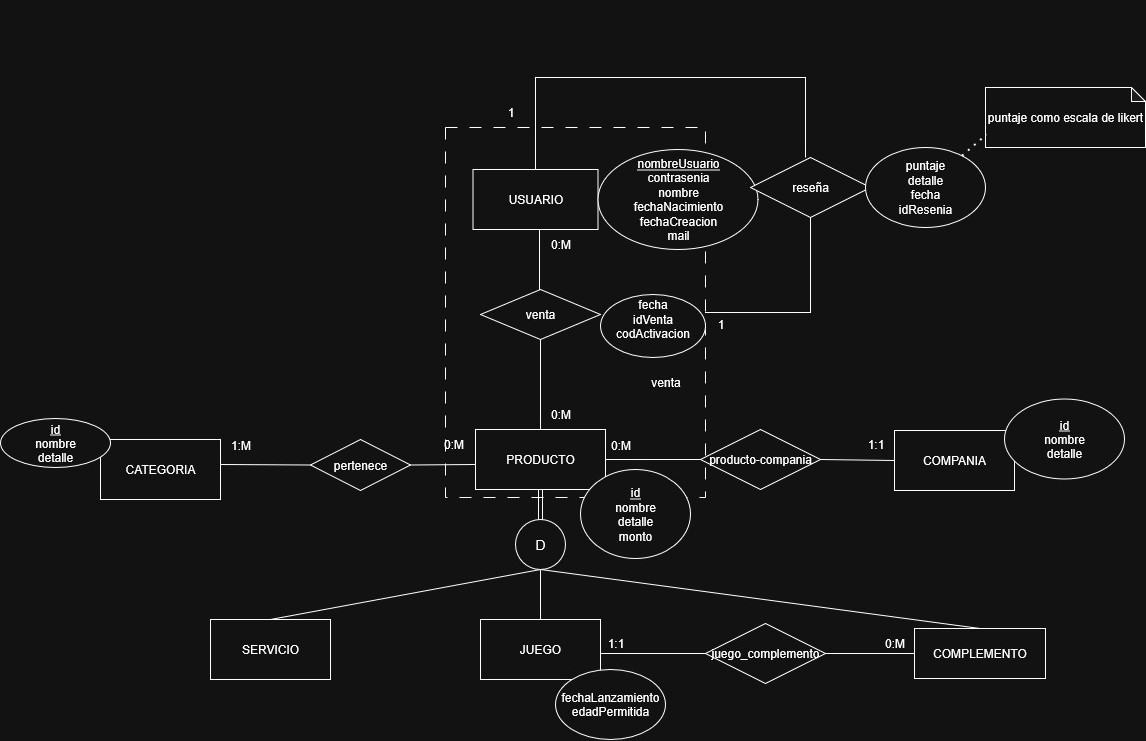 1
puntaje como escala de likert
USUARIO
nombreUsuario
contrasenia
nombre
fechaNacimiento
fechaCreacion
mail
reseña
puntaje
detalle
fecha
idResenia
0:M
venta
fecha
idVenta
codActivacion
1
venta
0:M
id
nombre
detalle
CATEGORIA
1:M
pertenece
0:M
PRODUCTO
0:M
producto-compania
1:1
COMPANIA
id
nombre
detalle
id
nombre
detalle
monto
D
SERVICIO
JUEGO
1:1
juego_complemento
0:M
COMPLEMENTO
fechaLanzamiento
edadPermitida